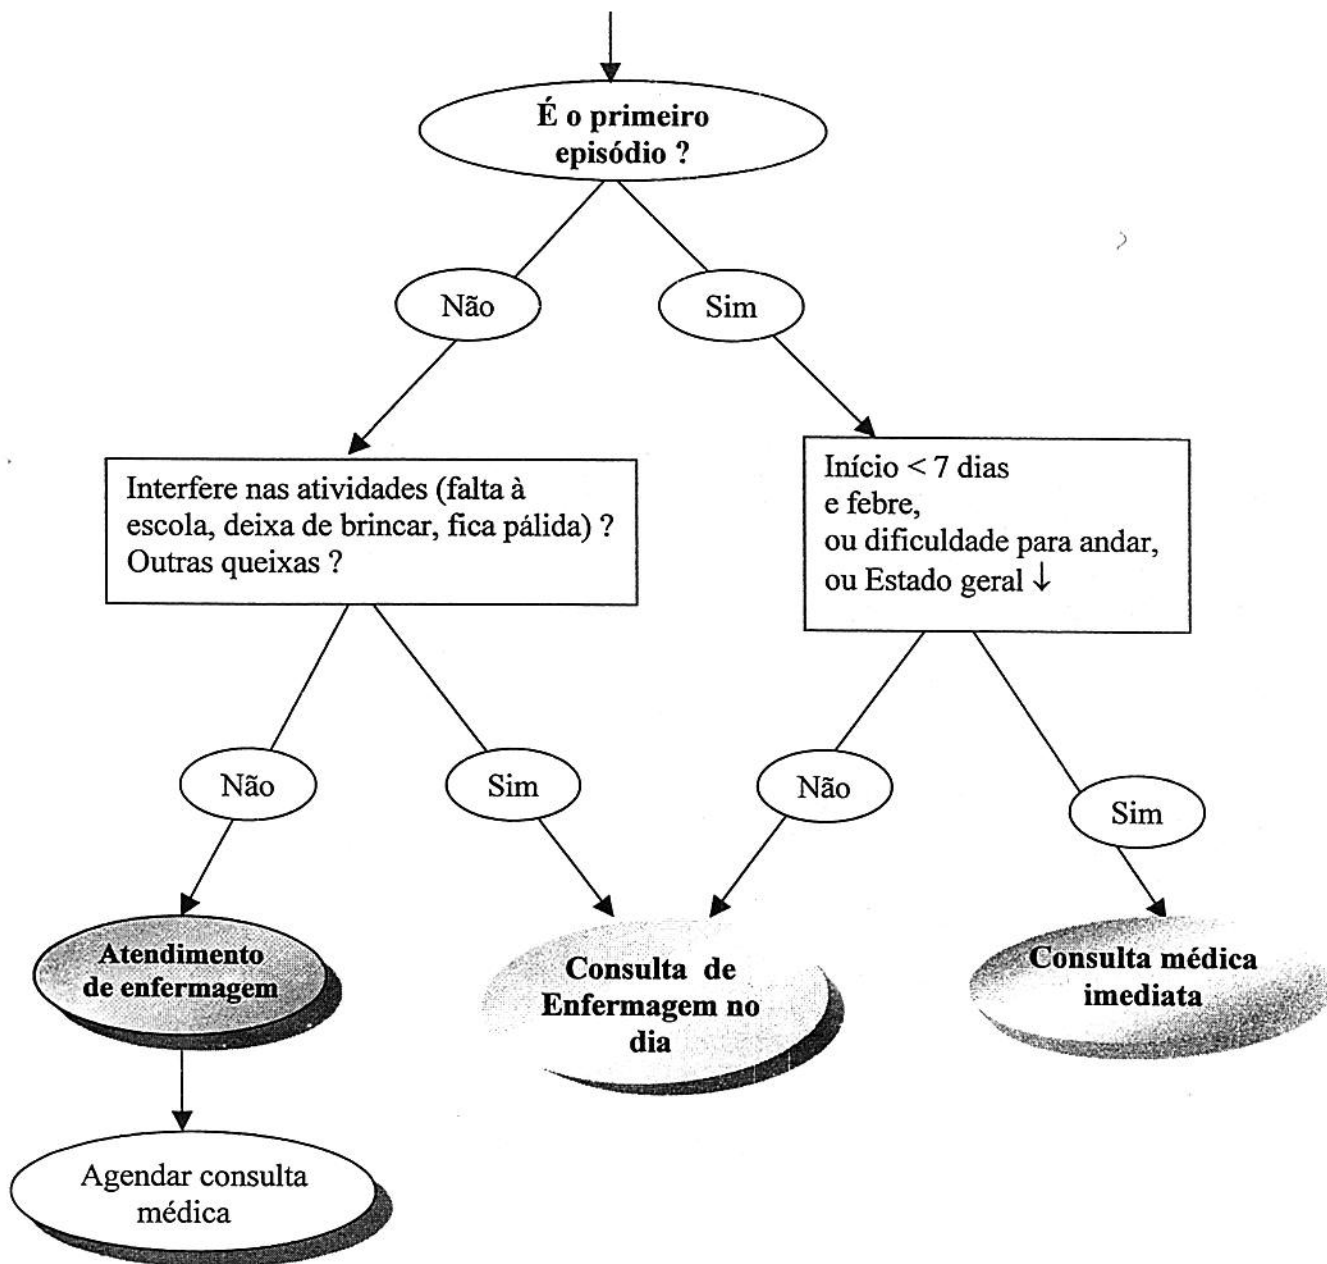 É o primeiro
episódio ?
Não
Sim
Interfere nas atividades (falta à
escola, deixa de brincar, fica pálida) ?
Outras queixas ?
Início < 7 dias
e febre,
ou dificuldade para andar,
ou Estado geral ↓
Não
Sim
Não
Sim
Atendimento
de enfermagem
Consulta de
Enfermagem no
dia
Consulta médica
imediata
Agendar consulta
médica